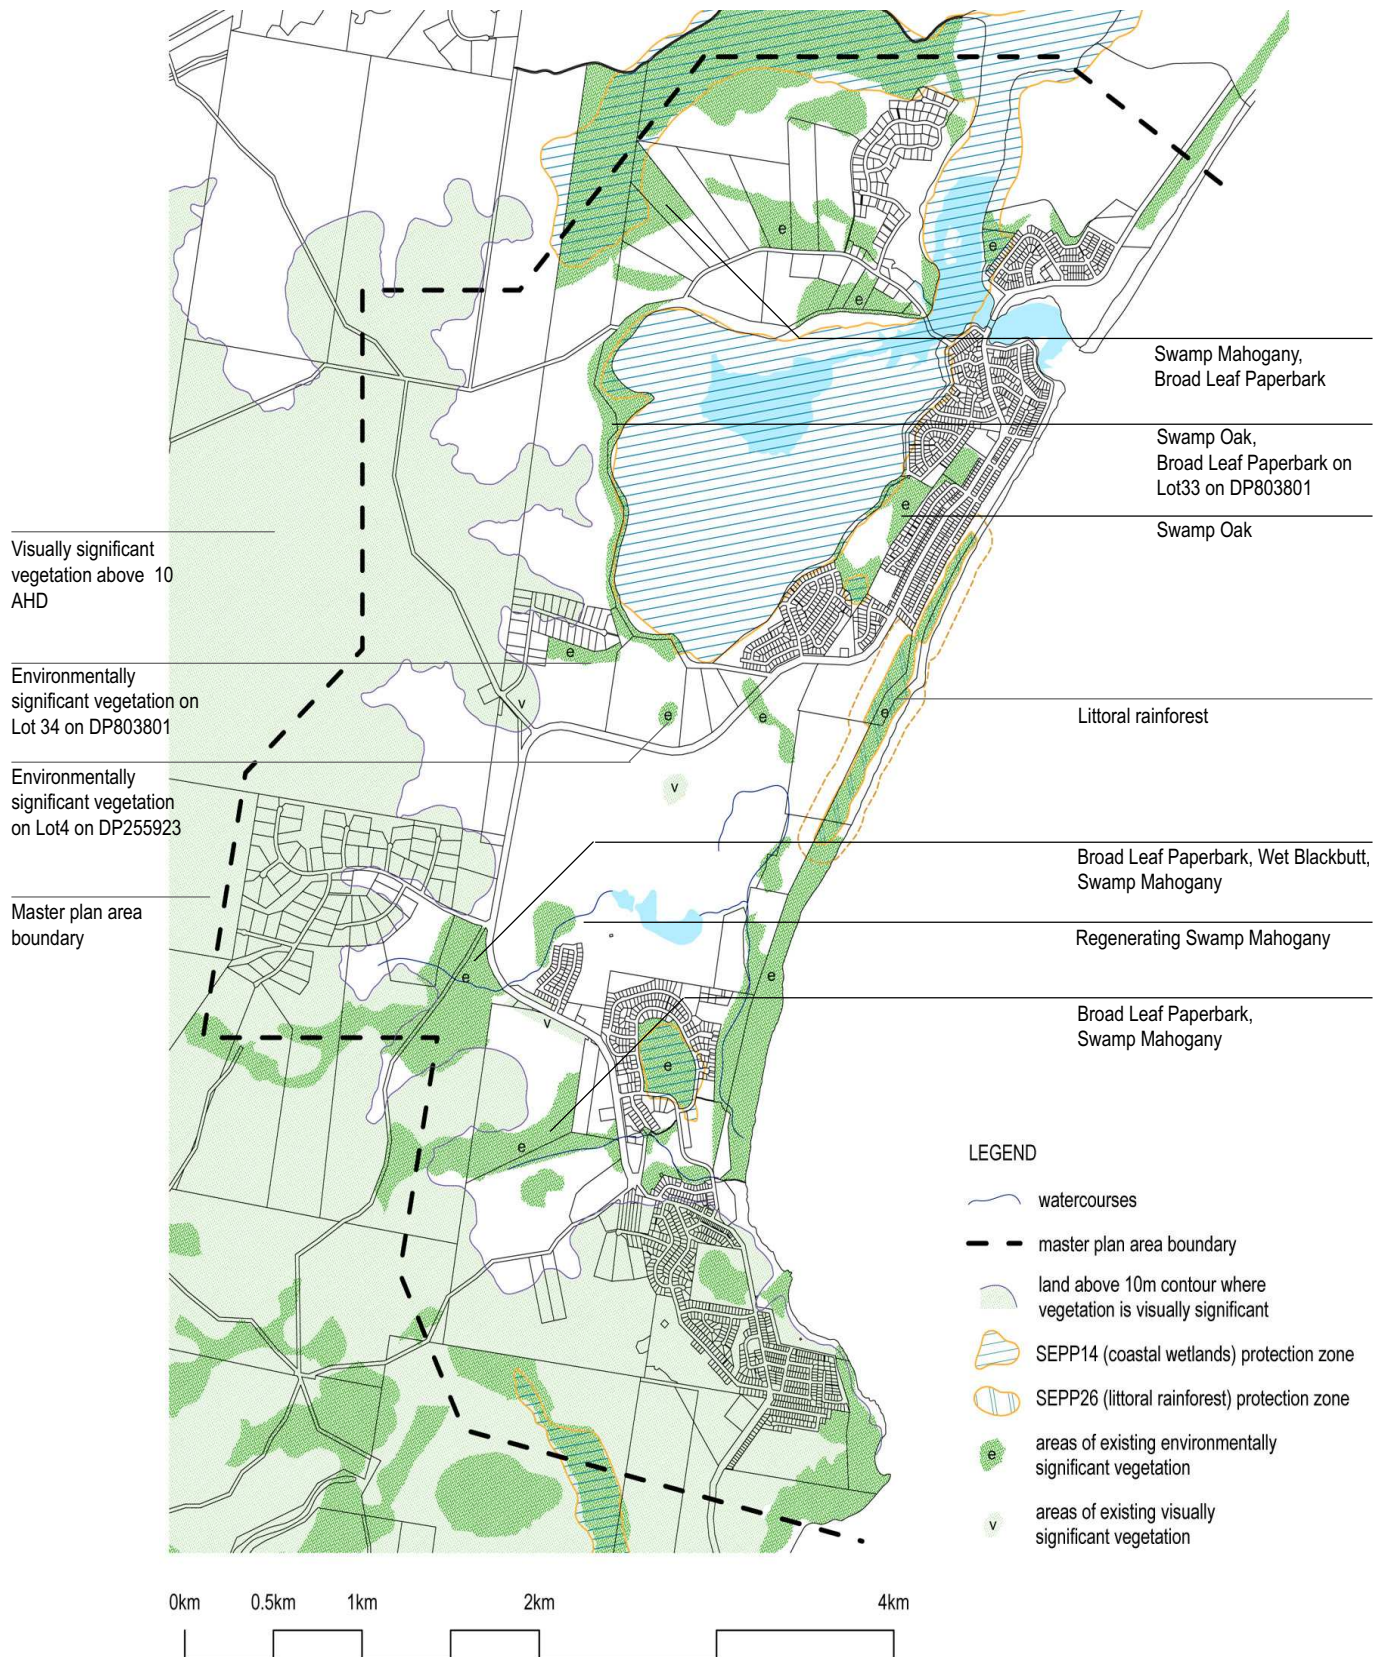 Swamp Mahogany,
Broad Leaf Paperbark
Swamp Oak,
Broad Leaf Paperbark on
Lot33 on DP803801
Swamp Oak
Visually significant
vegetation above 10
AHD
Environmentally
significant vegetation on
Lot 34 on DP803801
Littoral rainforest
Environmentally
significant vegetation
on Lot4 on DP255923
Broad Leaf Paperbark, Wet Blackbutt,
Swamp Mahogany
Master plan area
boundary
Regenerating Swamp Mahogany
Broad Leaf Paperbark,
Swamp Mahogany
e
e
e
e
e
v
e
e
e
v
e
e
v
e
e
LEGEND
watercourses
master plan area boundary
land above 10m contour where
vegetation is visually significant
SEPP14 (coastal wetlands) protection zone
SEPP26 (littoral rainforest) protection zone
e
areas of existing environmentally
significant vegetation
v
areas of existing visually
significant vegetation
0km 0.5km 1km 2km 4km